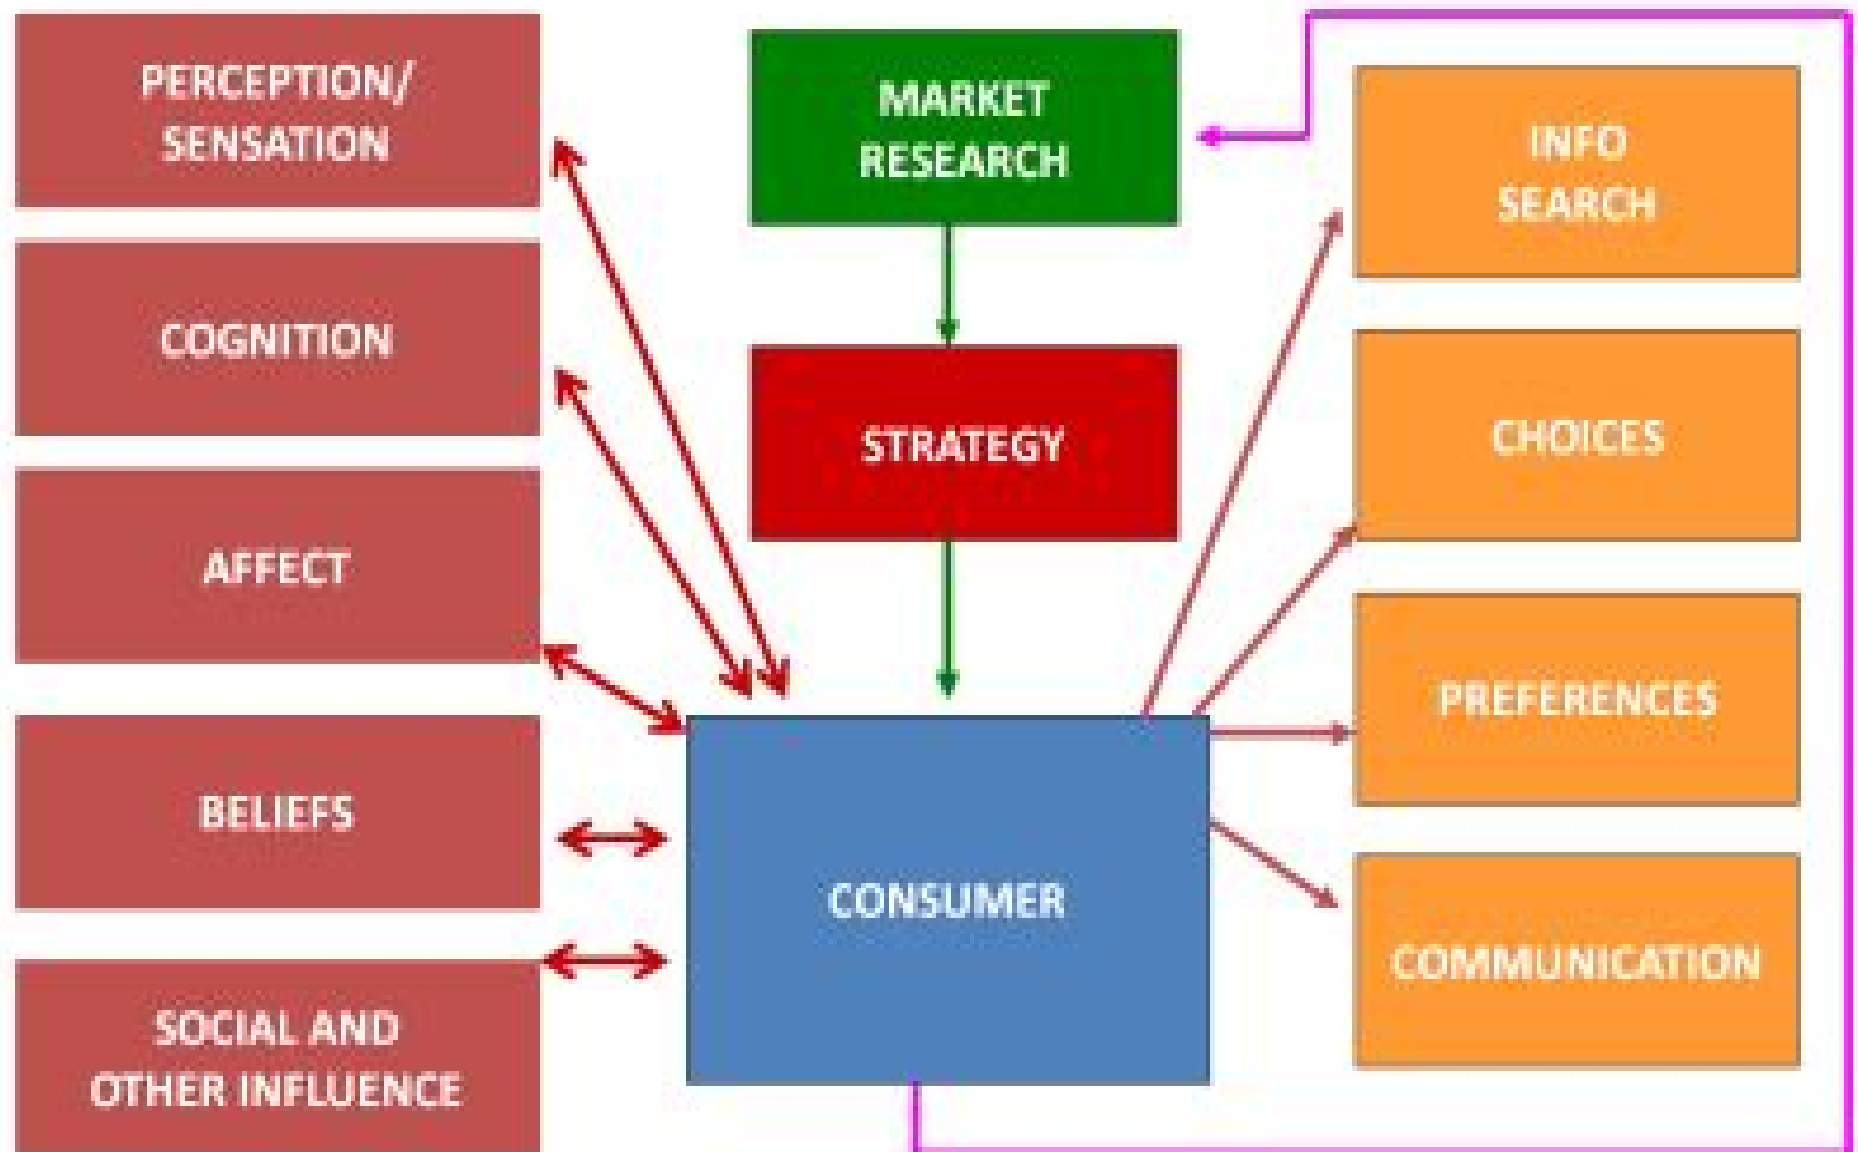 PERCEPTION/
SENSATION
COGNITION
AFFECT
BELIEFS
SOCIAL AND
OTHER INFLUENCE
MARKET
RESEARCH
STRATEGY
CONSUMER
INFO
SEARCH
CHOICES
PREFERENCES
COMMUNICATION